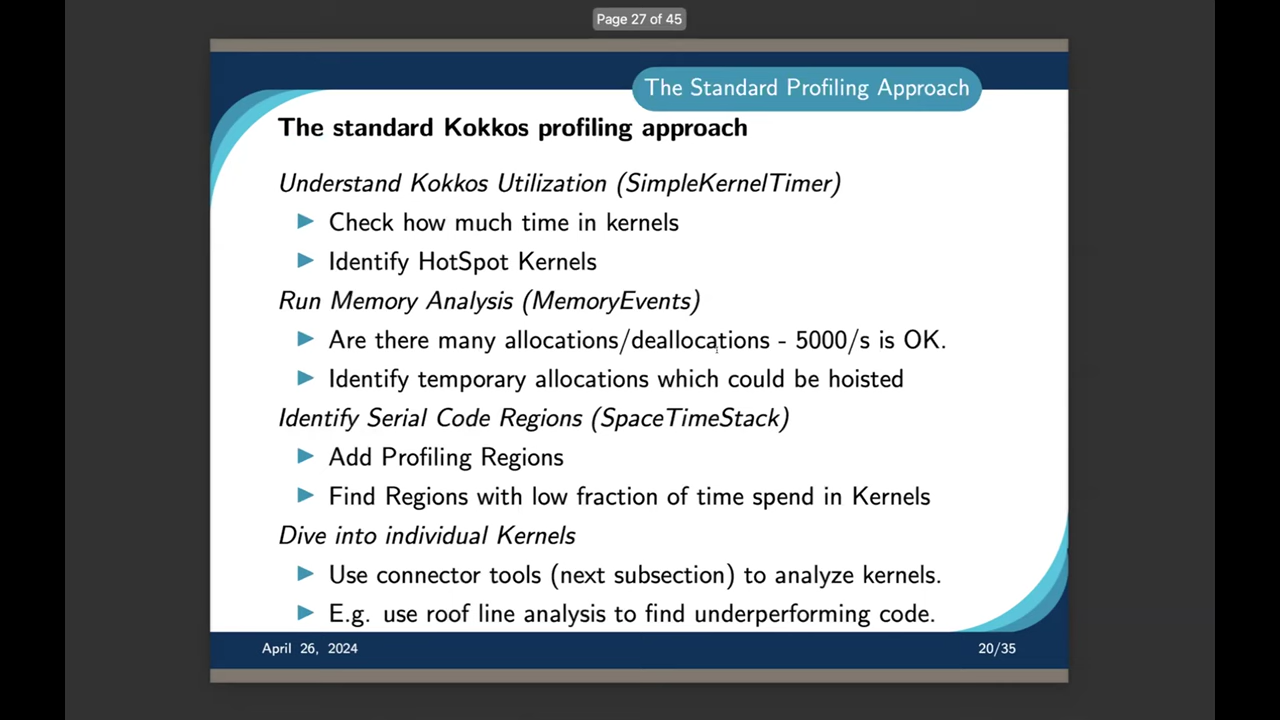 Page 27 of 45
The Standard Profiling Approach
The standard Kokkos profiling approach
Understand Kokkos Utilization (SimpleKernelTimer)
Check how much time in kernels
Identify HotSpot Kernels
Run Memory Analysis (MemoryEvents)
Are there many allocations/deallocations - 5000/s is OK.
Identify temporary allocations which could be hoisted
Identify Serial Code Regions (SpaceTimeStack)
Add Profiling Regions
Find Regions with low fraction of time spend in Kernels
Dive into individual Kernels
Use connector tools (next subsection) to analyze kernels.
E.g. use roof line analysis to find underperforming code.
April 26, 2024
20/35